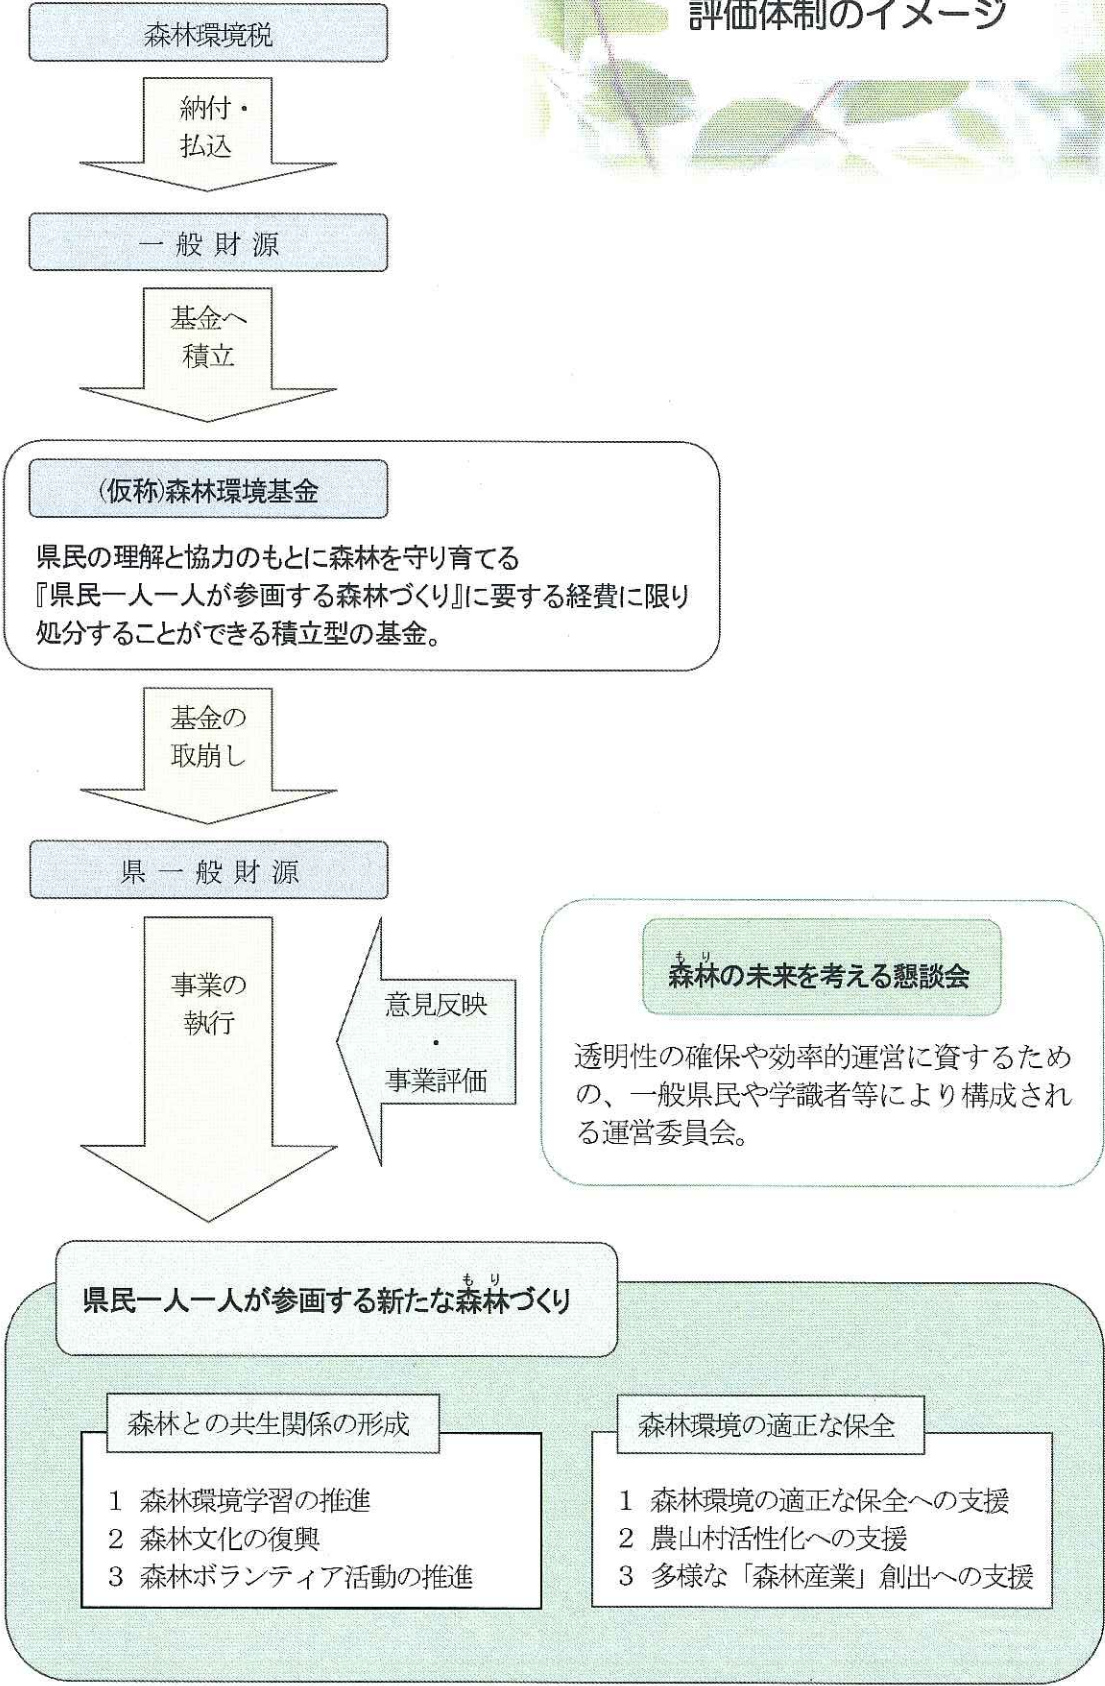 評価体制のイメージ
森林環境税
納付・
払込
一般財源
基金へ
積立
(仮称)森林環境基金
県民の理解と協力のもとに森林を守り育てる
『県民一人一人が参画する森林づくり』に要する経費に限り
処分することができる積立型の基金。
基金の
取崩し
県一般財源
事業の
執行
意見反映
・
事業評価
もり
森林の未来を考える懇談会
透明性の確保や効率的運営に資するため
の、一般県民や学識者等により構成され
る運営委員会。
もり
県民一人一人が参画する新たな森林づくり
森林との共生関係の形成
1 森林環境学習の推進
2 森林文化の復興
3 森林ボランティア活動の推進
森林環境の適正な保全
1 森林環境の適正な保全への支援
2 農山村活性化への支援
3 多様な「森林産業」創出への支援